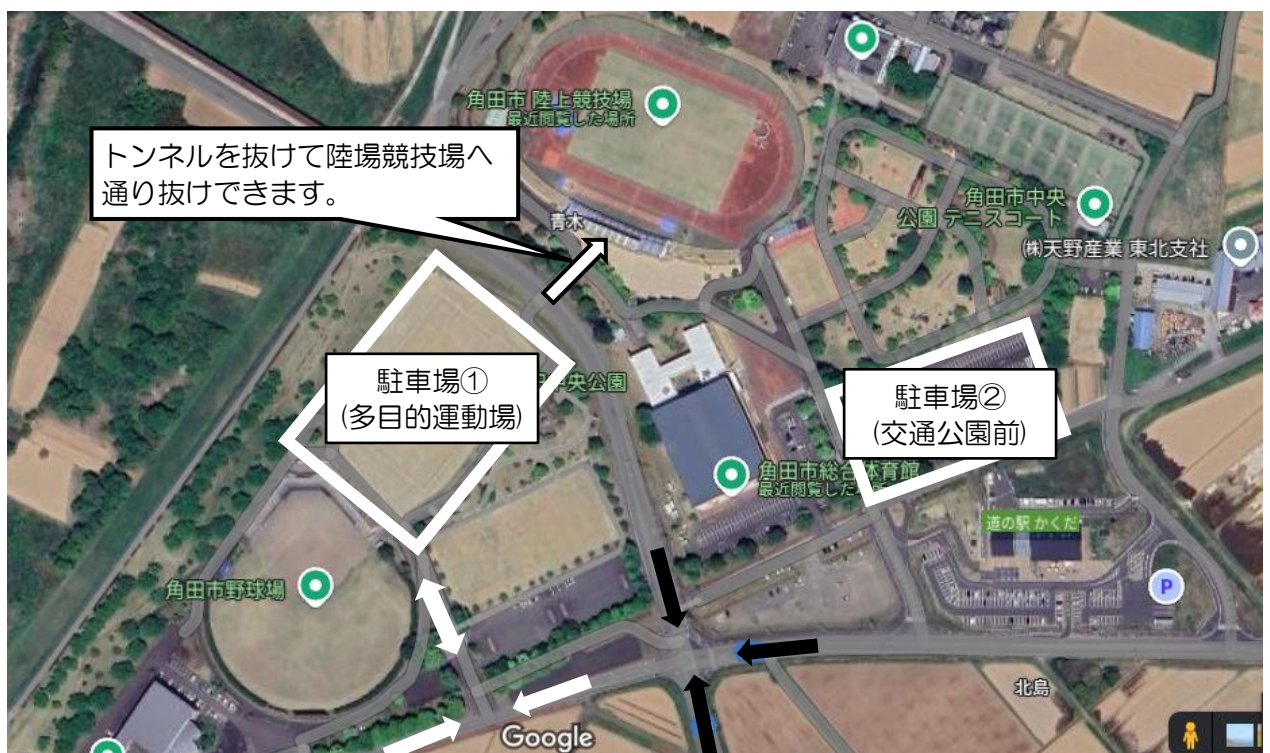 角田市 陸上競技場
最近閲覧した場所
トンネルを抜けて陸場競技場へ
通り抜けできます。
青木
角田市中央
公園 テニスコート
㈱天野産業 東北支社
駐車場①
(多目的運動場)
中央公園
駐車場②
(交通公園前)
角田市総合体育館
最近閲覧した場
道の駅 かくだ
P
角田市野球場
北島
Google